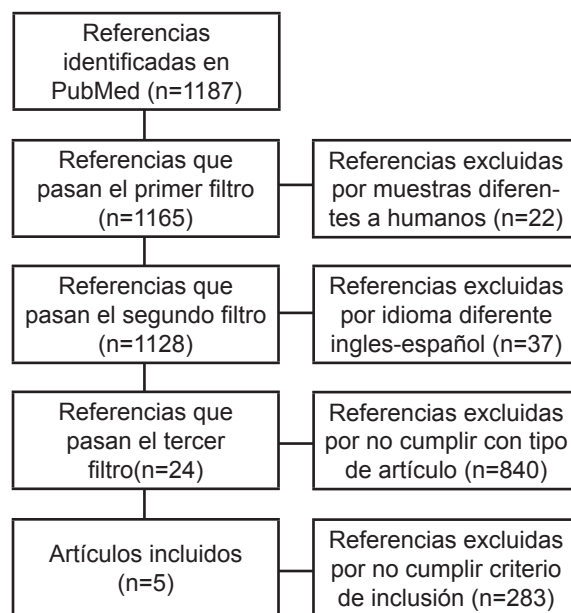 Referencias
identificadas en
PubMed (n=1187)
Referencias que
pasan el primer filtro
(n=1165)
Referencias excluidas
por muestras diferen-
tes a humanos (n=22)
Referencias que
pasan el segundo filtro
(n=1128)
Referencias excluidas
por idioma diferente
ingles-español (n=37)
Referencias que
pasan el tercer
filtro(n=24)
Referencias excluidas
por no cumplir con tipo
de artículo (n=840)
Artículos incluidos
(n=5)
Referencias excluidas
por no cumplir criterio
de inclusión (n=283)